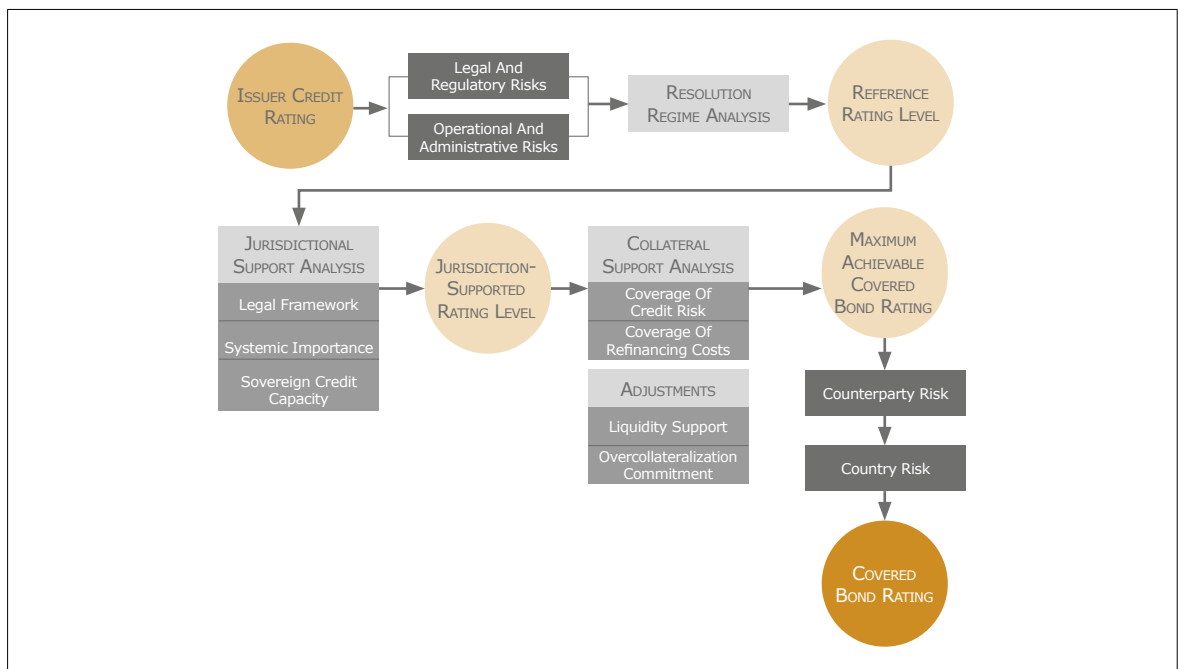 Issuer Credit
Rating
Legal And
Regulatory Risks
Operational And
Administrative Risks
Resolution
Regime Analysis
Reference
Rating Level
Jurisdictional
Support Analysis
Legal Framework
Systemic Importance
Sovereign Credit
Capacity
Jurisdiction-
Supported
Rating Level
Collateral
Support Analysis
Coverage Of
Credit Risk
Coverage Of
Refinancing Costs
Adjustments
Liquidity Support
Overcollateralization
Commitment
Maximum
Achievable
Covered
Bond Rating
Counterparty Risk
Country Risk
Covered
Bond Rating